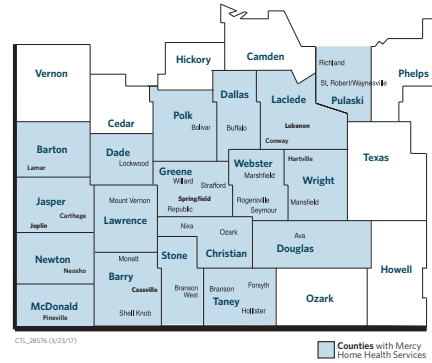 Hickory
Camden
Vernon
Richland
Phelps
St. Robert/Waynesville
Dallas
Laclede
Pulaski
Cedar
Polk
Bolivar
Buffalo
Lebanon
Conway
Barton
Lamar
Dade
Lockwood
Texas
Greene
Willard
Strafford
Springfield
Republic
Webster
Marshfield
Rogersville
Seymour
Hartville
Wright
Mansfield
Jasper
Carthage
Joplin
Mount Vernon
Lawrence
Nixa
Ozark
Christian
Ava
Douglas
Stone
Newton
Neosho
Monett
Barry
Cassville
Shell Knob
Howell
McDonald
Pineville
Branson
West
Branson
Forsyth
Taney
Hollister
Ozark
CTL_28576 (3/23/17)
Counties with Mercy
Home Health Services